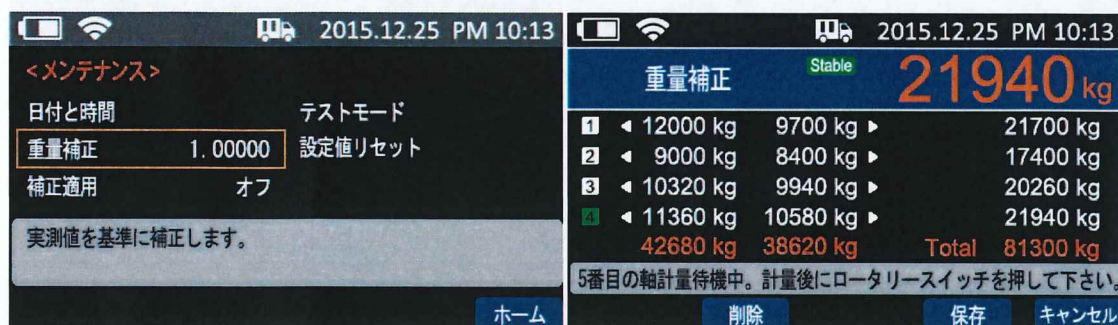 2015.12.25 PM 10:13
<メンテナンス>
日付と時間 テストモード
重量補正 1.00000 設定値リセット
補正適用 オフ
実測値を基準に補正します。
ホーム
2015.12.25 PM 10:13
重量補正 Stable 21940 kg
1 ◀ 12000 kg 9700 kg ▶ 21700 kg
2 ◀ 9000 kg 8400 kg ▶ 17400 kg
3 ◀ 10320 kg 9940 kg ▶ 20260 kg
4 ◀ 11360 kg 10580 kg ▶ 21940 kg
42680 kg 38620 kg Total 81300 kg
5番目の軸計量待機中。計量後にロータリースイッチを押して下さい。
削除 保存 キャンセル